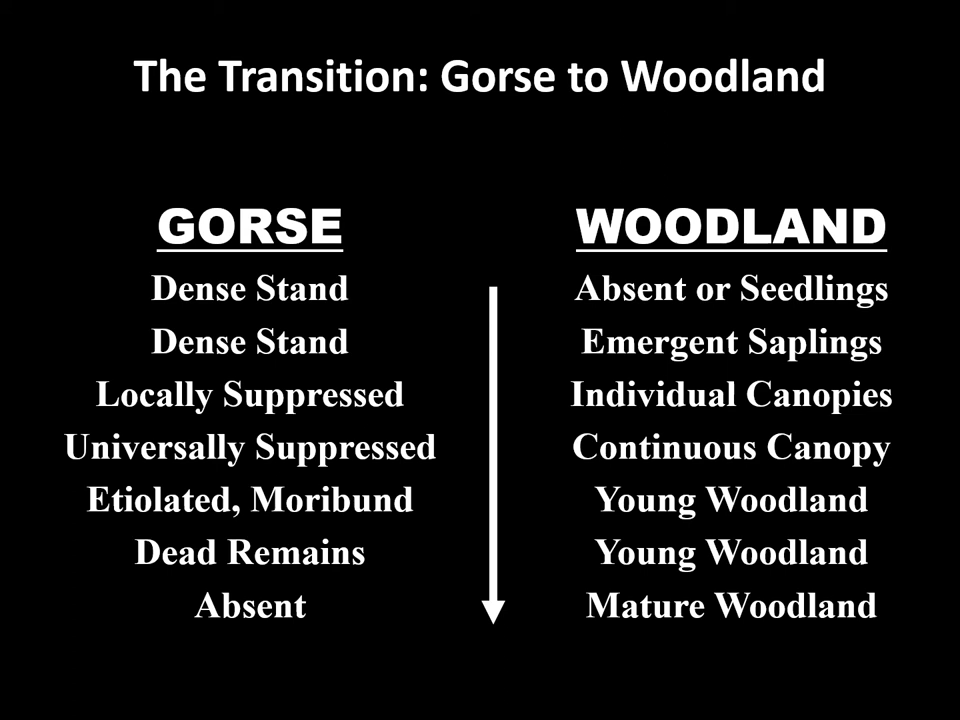 The Transition: Gorse to Woodland
GORSE
Dense Stand
Dense Stand
Locally Suppressed
Universally Suppressed
Etiolated, Moribund
Dead Remains
Absent
WOODLAND
Absent or Seedlings
Emergent Saplings
Individual Canopies
Continuous Canopy
Young Woodland
Young Woodland
Mature Woodland